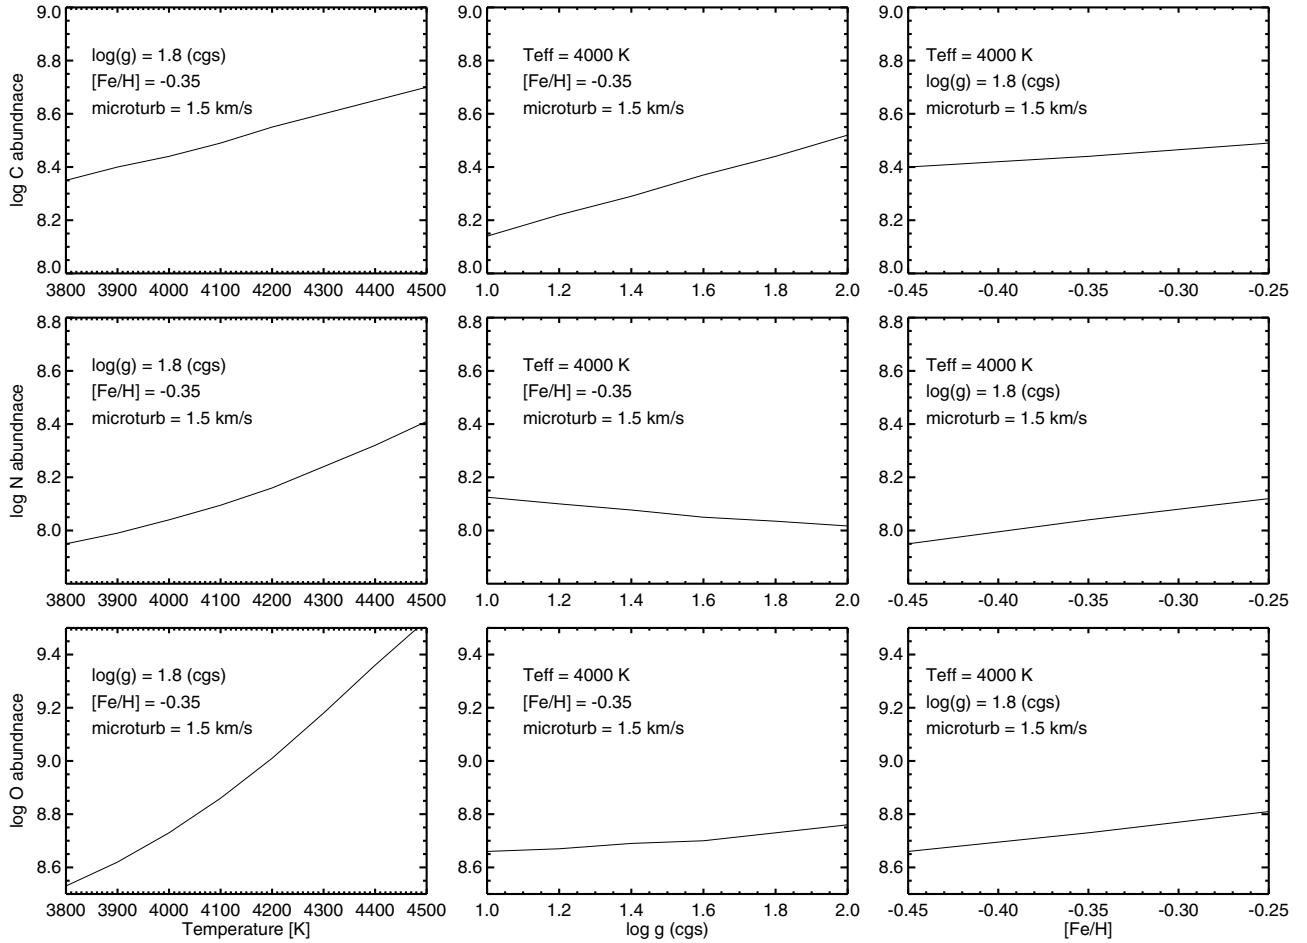 log C abundnace
9.0
8.8
8.6
8.4
8.2
8.0
log(g) = 1.8 (cgs)
[Fe/H] = -0.35
microturb = 1.5 km/s
3800 3900 4000 4100 4200 4300 4400 4500
9.0
8.8
8.6
8.4
8.2
8.0
Teff = 4000 K
[Fe/H] = -0.35
microturb = 1.5 km/s
1.0 1.2 1.4 1.6 1.8 2.0
9.0
8.8
8.6
8.4
8.2
8.0
Teff = 4000 K
log(g) = 1.8 (cgs)
microturb = 1.5 km/s
-0.45 -0.40 -0.35 -0.30 -0.25
log N abundnace
8.8
8.6
8.4
8.2
8.0
log(g) = 1.8 (cgs)
[Fe/H] = -0.35
microturb = 1.5 km/s
3800 3900 4000 4100 4200 4300 4400 4500
8.8
8.6
8.4
8.2
8.0
Teff = 4000 K
[Fe/H] = -0.35
microturb = 1.5 km/s
1.0 1.2 1.4 1.6 1.8 2.0
8.8
8.6
8.4
8.2
8.0
Teff = 4000 K
log(g) = 1.8 (cgs)
microturb = 1.5 km/s
-0.45 -0.40 -0.35 -0.30 -0.25
log O abundnace
9.4
9.2
9.0
8.8
8.6
log(g) = 1.8 (cgs)
[Fe/H] = -0.35
microturb = 1.5 km/s
3800 3900 4000 4100 4200 4300 4400 4500
Temperature [K]
9.4
9.2
9.0
8.8
8.6
Teff = 4000 K
[Fe/H] = -0.35
microturb = 1.5 km/s
1.0 1.2 1.4 1.6 1.8 2.0
log g (cgs)
9.4
9.2
9.0
8.8
8.6
Teff = 4000 K
log(g) = 1.8 (cgs)
microturb = 1.5 km/s
-0.45 -0.40 -0.35 -0.30 -0.25
[Fe/H]